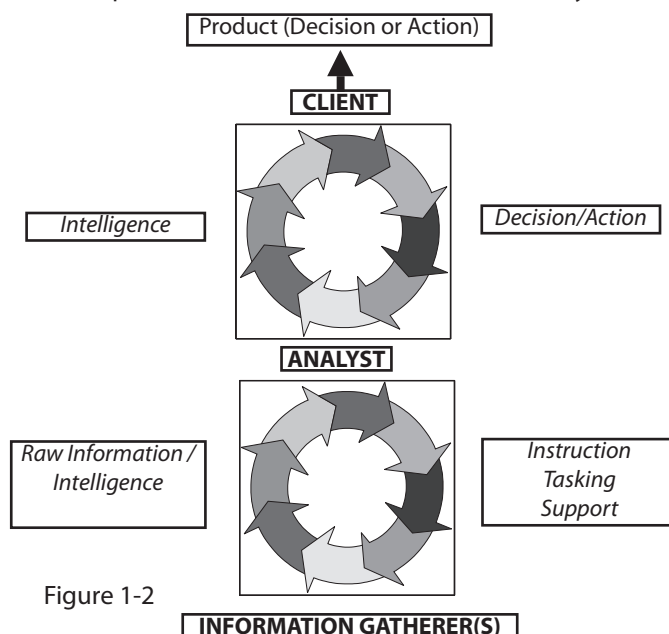 Product (Decision or Action)
CLIENT
Intelligence
Decision/Action
ANALYST
Raw Information /
Intelligence
Instruction
Tasking
Support
Figure 1-2
INFORMATION GATHERER(S)